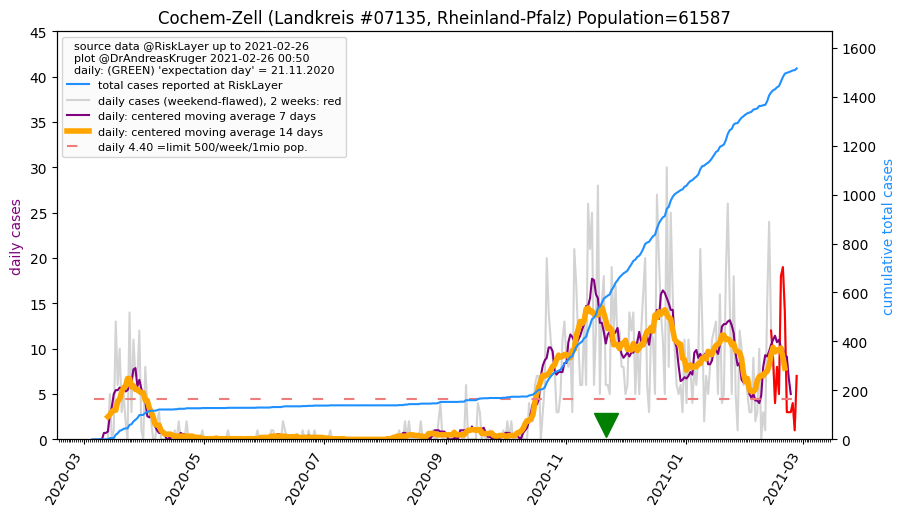 Cochem-Zell (Landkreis #07135, Rheinland-Pfalz) Population=61587
source data @RiskLayer up to 2021-02-26
plot @DrAndreasKruger 2021-02-26 00:50
daily: (GREEN) 'expectation day' = 21.11.2020
total cases reported at RiskLayer
daily cases (weekend-flawed), 2 weeks: red
daily: centered moving average 7 days
daily: centered moving average 14 days
daily 4.40 =limit 500/week/1mio pop.
daily cases
45
40
35
30
25
20
15
10
5
0
1600
1400
1200
1000
800
600
400
200
0
cumulative total cases
2020-03
2020-05
2020-07
2020-09
2020-11
2021-01
2021-03